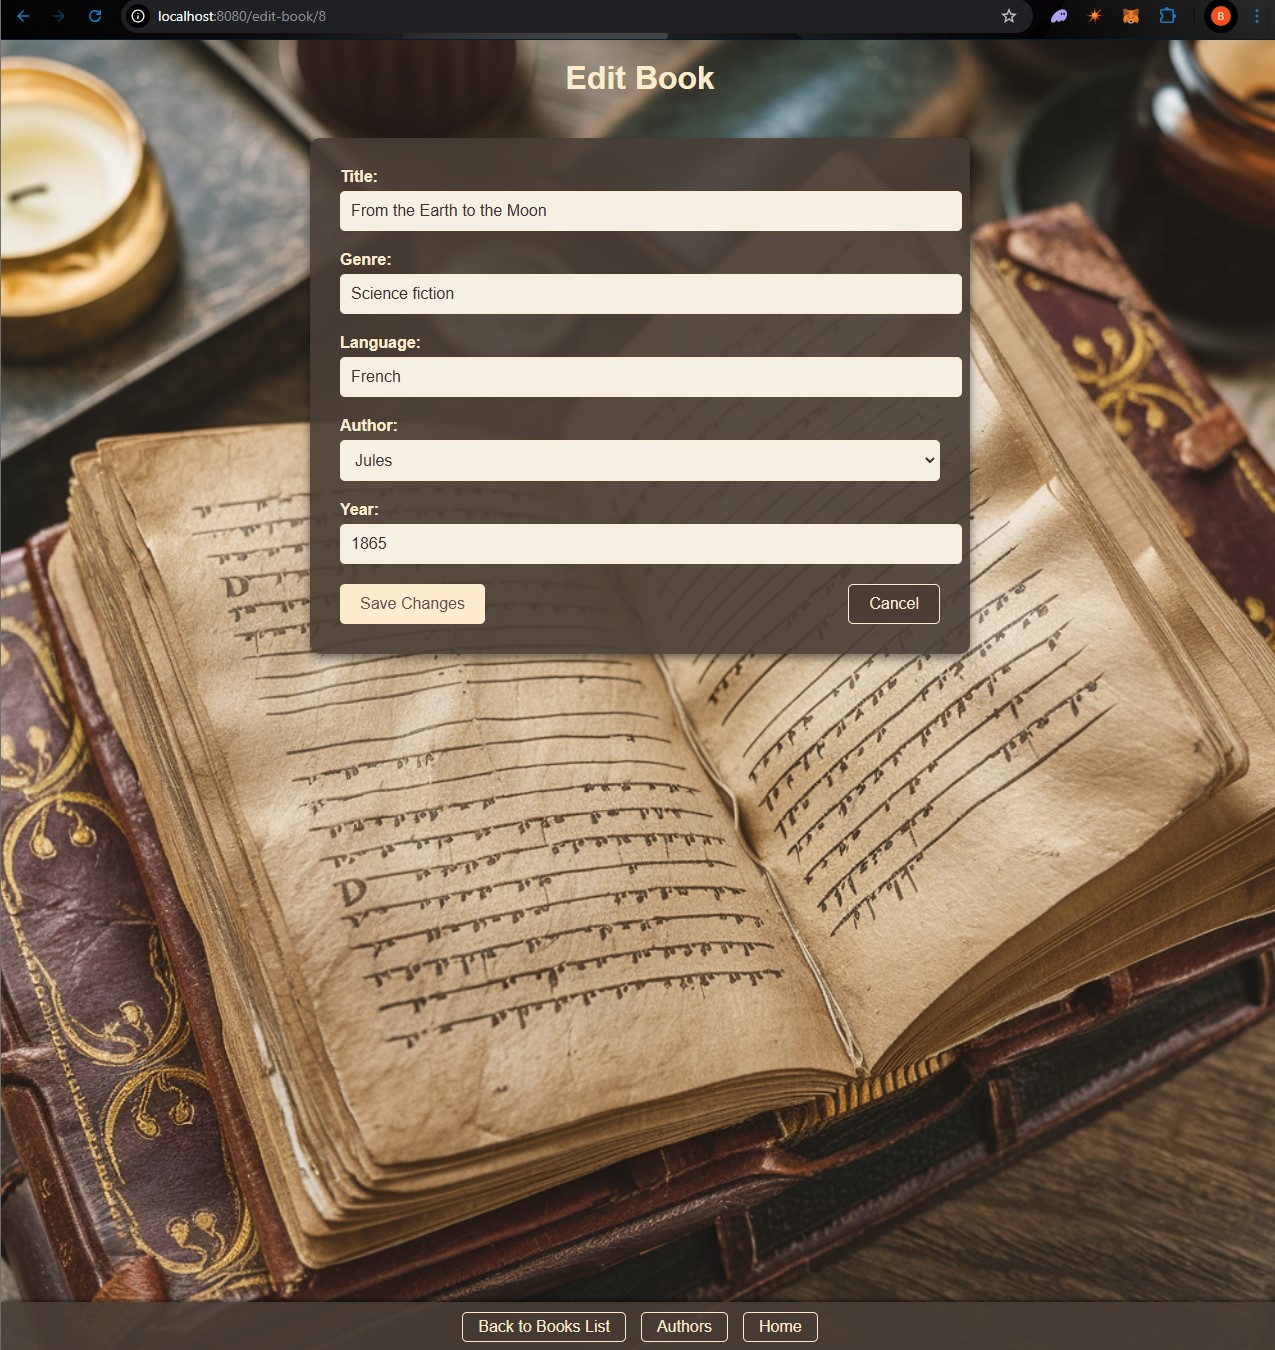 localhost:8080/edit-book/8
B
Edit Book
Title:
From the Earth to the Moon
Genre:
Science fiction
Language:
French
Author:
Jules
Year:
1865
Save Changes
Cancel
Back to Books List
Authors
Home